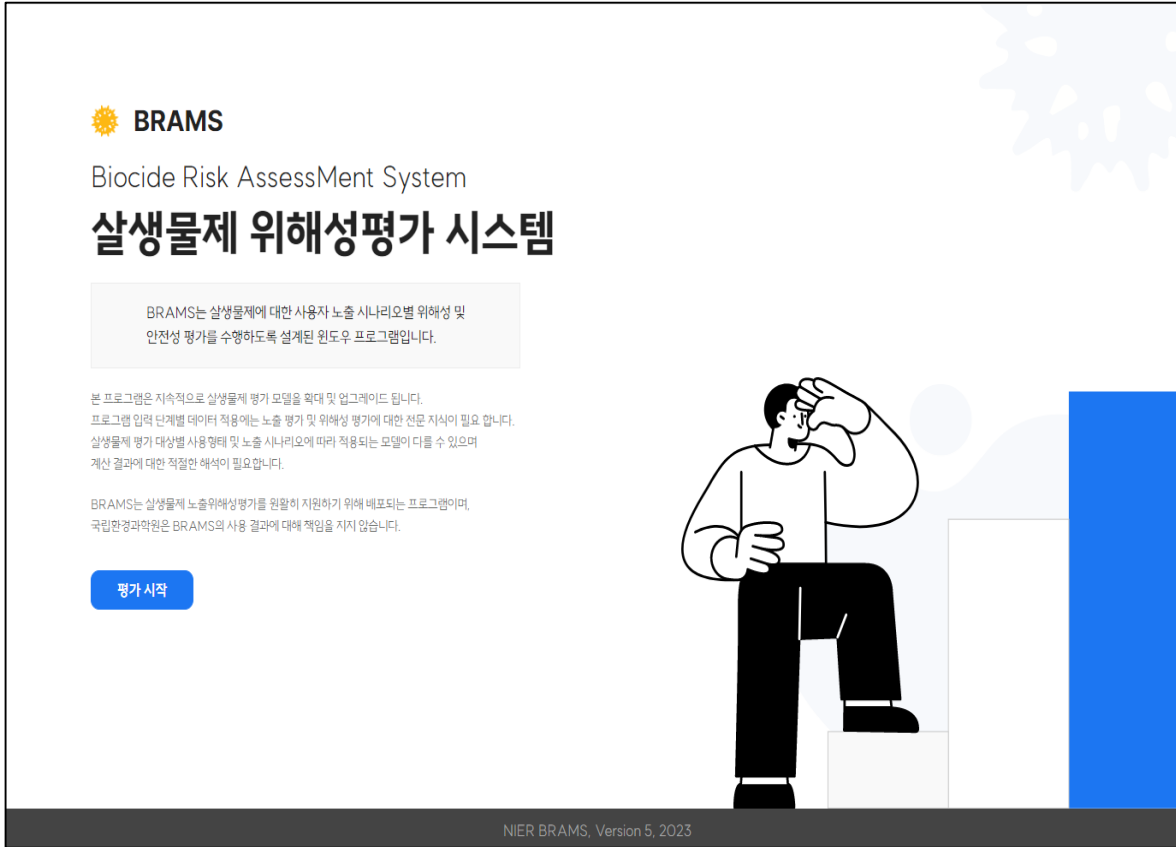 BRAMS
Biocide Risk AssessMent System
살생물제 위해성평가 시스템
BRAMS는 살생물제에 대한 사용자 노출 시나리오별 위해성 및
안전성 평가를 수행하도록 설계된 윈도우 프로그램입니다.
본 프로그램은 지속적으로 살생물제 평가 모델을 확대 및 업그레이드 됩니다.
프로그램 입력 단계별 데이터 적용에는 노출 평가 및 위해성 평가에 대한 전문 지식이 필요 합니다.
살생물제 평가 대상별 사용형태 및 노출 시나리오에 따라 적용되는 모델이 다를 수 있으며
계산 결과에 대한 적절한 해석이 필요합니다.
BRAMS는 살생물제 노출위해성평가를 원활히 지원하기 위해 배포되는 프로그램이며,
국립환경과학원은 BRAMS의 사용 결과에 대해 책임을 지지 않습니다.
평가 시작
NIER BRAMS, Version 5, 2023